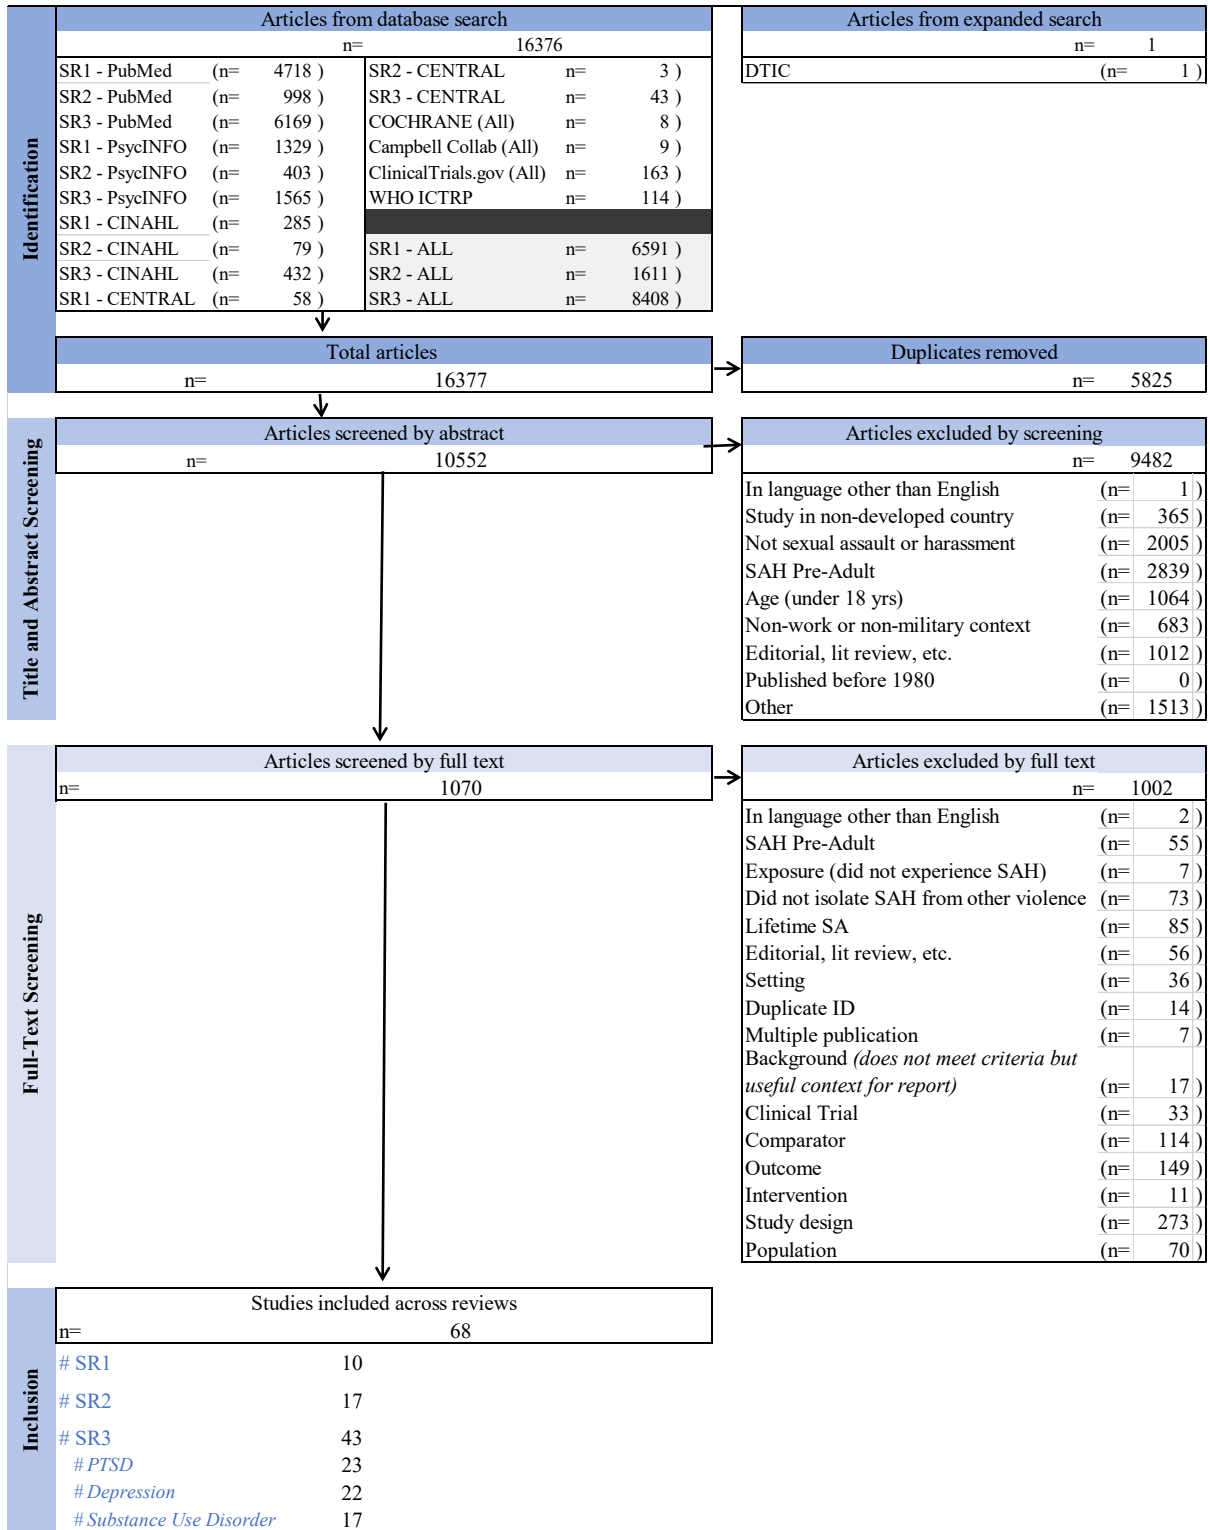 Identification
Articles from database search
n= 16376
SR1 - PubMed (n= 4718 ) SR2 - CENTRAL n= 3 )
SR2 - PubMed (n= 998 ) SR3 - CENTRAL n= 43 )
SR3 - PubMed (n= 6169 ) COCHRANE (All) n= 8 )
SR1 - PsycINFO (n= 1329 ) Campbell Collab (All) n= 9 )
SR2 - PsycINFO (n= 403 ) ClinicalTrials.gov (All) n= 163 )
SR3 - PsycINFO (n= 1565 ) WHO ICTRP n= 114 )
SR1 - CINAHL (n= 285 )
SR2 - CINAHL (n= 79 ) SR1 - ALL n= 6591 )
SR3 - CINAHL (n= 432 ) SR2 - ALL n= 1611 )
SR1 - CENTRAL (n= 58 ) SR3 - ALL n= 8408 )
Articles from expanded search
n= 1
DTIC (n= 1 )
Total articles
n= 16377
Duplicates removed
n= 5825
Title and Abstract Screening
Articles screened by abstract
n= 10552
Articles excluded by screening
n= 9482
In language other than English (n= 1 )
Study in non-developed country (n= 365 )
Not sexual assault or harassment (n= 2005 )
SAH Pre-Adult (n= 2839 )
Age (under 18 yrs) (n= 1064 )
Non-work or non-military context (n= 683 )
Editorial, lit review, etc. (n= 1012 )
Published before 1980 (n= 0 )
Other (n= 1513 )
Full-Text Screening
Articles screened by full text
n= 1070
Articles excluded by full text
n= 1002
In language other than English (n= 2 )
SAH Pre-Adult (n= 55 )
Exposure (did not experience SAH) (n= 7 )
Did not isolate SAH from other violence (n= 73 )
Lifetime SA (n= 85 )
Editorial, lit review, etc. (n= 56 )
Setting (n= 36 )
Duplicate ID (n= 14 )
Multiple publication (n= 7 )
Background (does not meet criteria but
useful context for report) (n= 17 )
Clinical Trial (n= 33 )
Comparator (n= 114 )
Outcome (n= 149 )
Intervention (n= 11 )
Study design (n= 273 )
Population (n= 70 )
Inclusion
Studies included across reviews
n= 68
# SR1 10
# SR2 17
# SR3 43
# PTSD 23
# Depression 22
# Substance Use Disorder 17